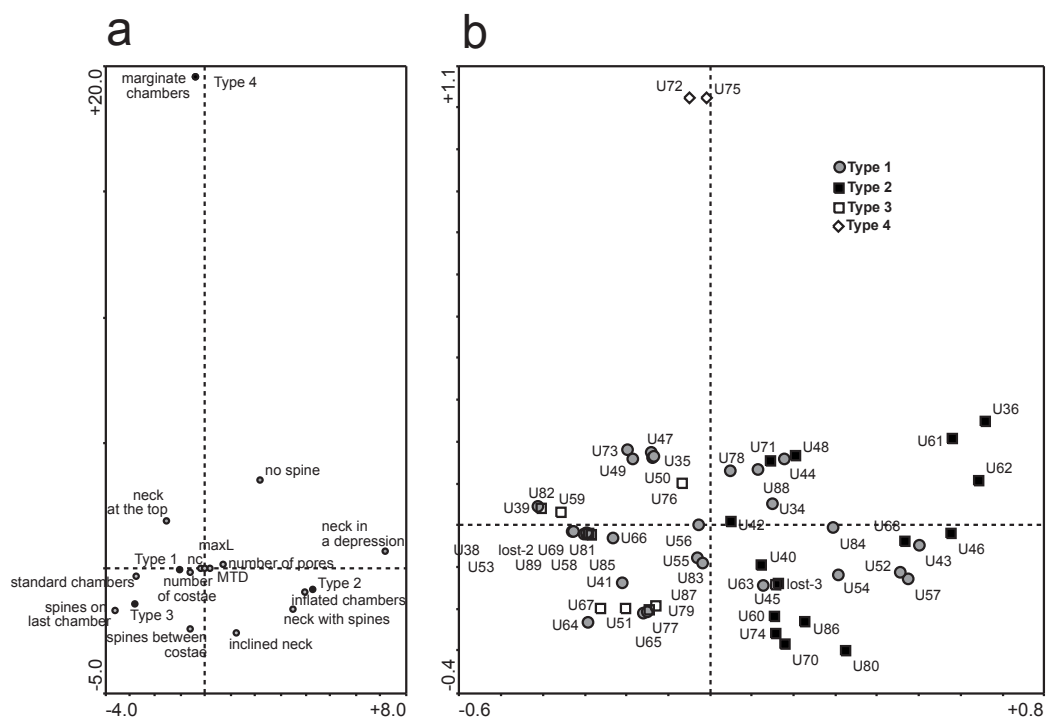 a
b
+20.0
marginate
chambers
Type 4
no spine
neck
at the top
neck in
a depression
maxL
Type 1
nc
number of pores
MTD
standard chambers
number
of costae
Type 2
inflated chambers
spines on
last chamber
Type 3
neck with spines
spines between
costae
inclined neck
-5.0
-4.0
+8.0
+1.1
U72
U75
Type 1
Type 2
Type 3
Type 4
U36
U61
U62
U73
U47
U49
U50
U35
U76
U78
U71
U48
U44
U88
U34
U82
U59
U39
U66
U56
U42
U84
U68
U46
U43
U38
lost-2
U69
U81
U53
U89
U58
U85
U55
U83
U40
U41
U63
lost-3
U54
U52
U57
U45
U67
U51
U87
U79
U64
U77
U65
U60
U74
U86
U70
U80
-0.4
-0.6
+0.8